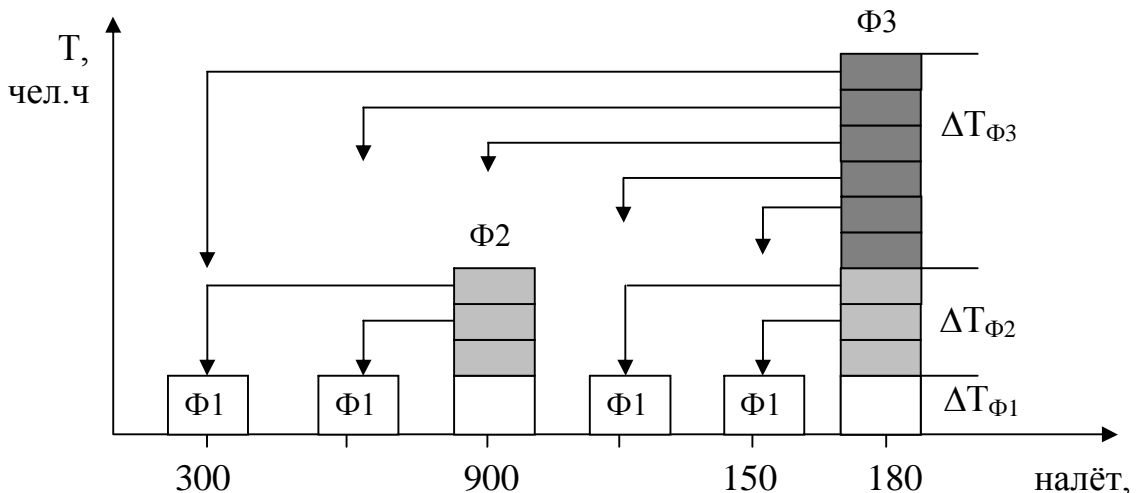 Ф3
Т,
чел.ч
ΔТФ3
Ф2
ΔТФ2
Ф1
Ф1
Ф1
Ф1
ΔТФ1
300
900
150
180
налёт,